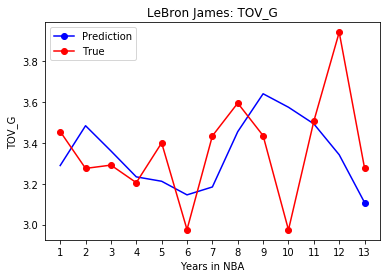 LeBron James: TOV_G
Prediction
True
TOV_G
3.8
3.6
3.4
3.2
3.0
1 2 3 4 5 6 7 8 9 10 11 12 13
Years in NBA